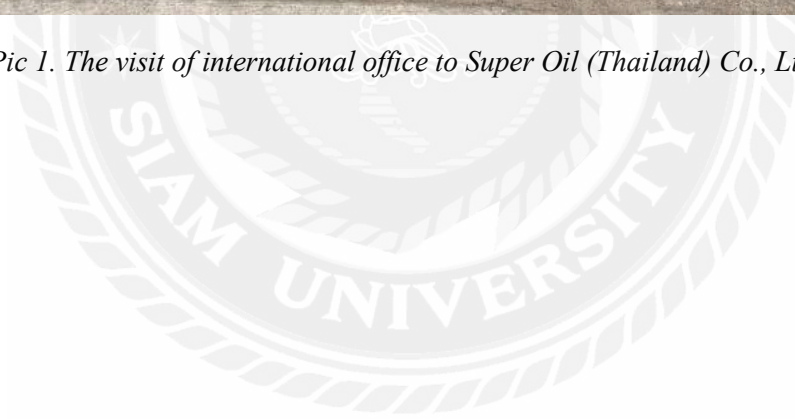 Pic 1. The visit of international office to Super Oil (Thailand) Co., Lt
SIAM UNIVERSITY